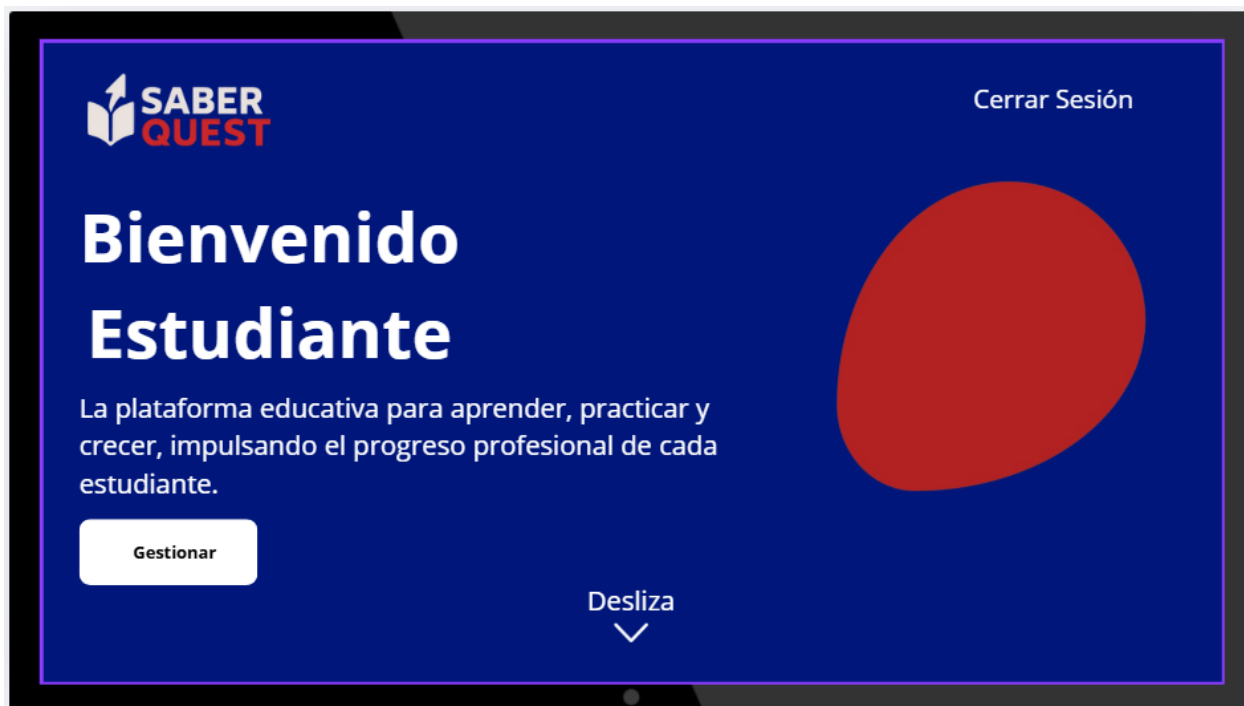 SABER
QUEST
Cerrar Sesión
Bienvenido
Estudiante
La plataforma educativa para aprender, practicar y
crecer, impulsando el progreso profesional de cada
estudiante.
Gestionar
Desliza